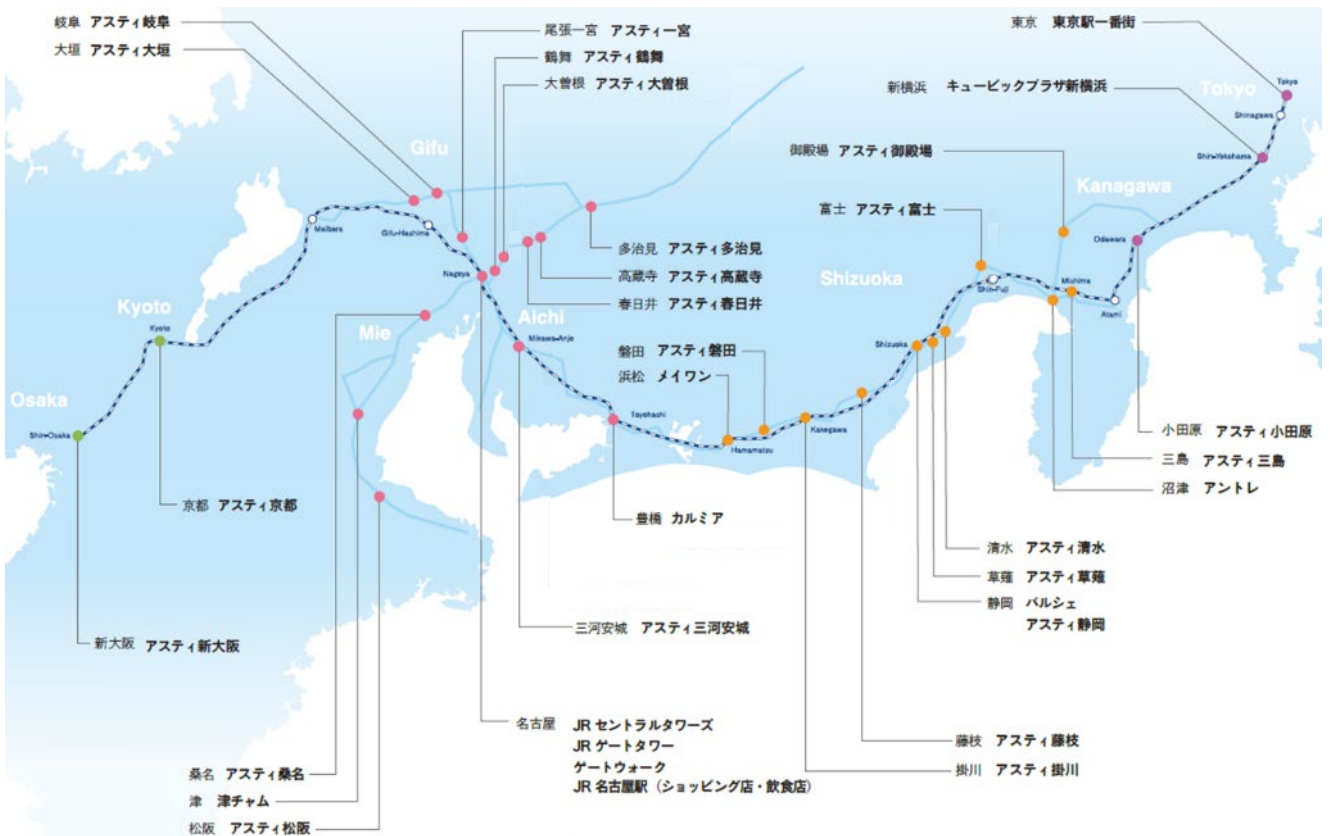 岐阜 アスティ岐阜
大垣 アスティ大垣
尾張一宮 アスティ一宮
鶴舞 アスティ鶴舞
大曽根 アスティ大曽根
東京 東京駅一番街
新横浜 キュービックプラザ新横浜
御殿場 アスティ御殿場
富士 アスティ富士
Tokyo
Tokyo
Shinagawa
Shin-Yokohama
Kanagawa
Odawara
Gifu
Maibara
Gifu-Hashima
多治見 アスティ多治見
高蔵寺 アスティ高蔵寺
春日井 アスティ春日井
Nagoya
Shizuoka
Shin-Fuji
Mishima
Atami
Kyoto
Kyoto
Mie
Aichi
Mikawa-Anjo
磐田 アスティ磐田
浜松 メイワン
Shizuoka
Osaka
Shin-Osaka
Toyohashi
Hamamatsu
Kakegawa
小田原 アスティ小田原
三島 アスティ三島
沼津 アントレ
京都 アスティ京都
豊橋 カルミア
清水 アスティ清水
草薙 アスティ草薙
静岡 パルシェ
アスティ静岡
新大阪 アスティ新大阪
三河安城 アスティ三河安城
名古屋 JR セントラルタワーズ
JR ゲートタワー
ゲートウォーク
JR 名古屋駅（ショッピング店・飲食店）
藤枝 アスティ藤枝
掛川 アスティ掛川
桑名 アスティ桑名
津 津チャム
松阪 アスティ松阪